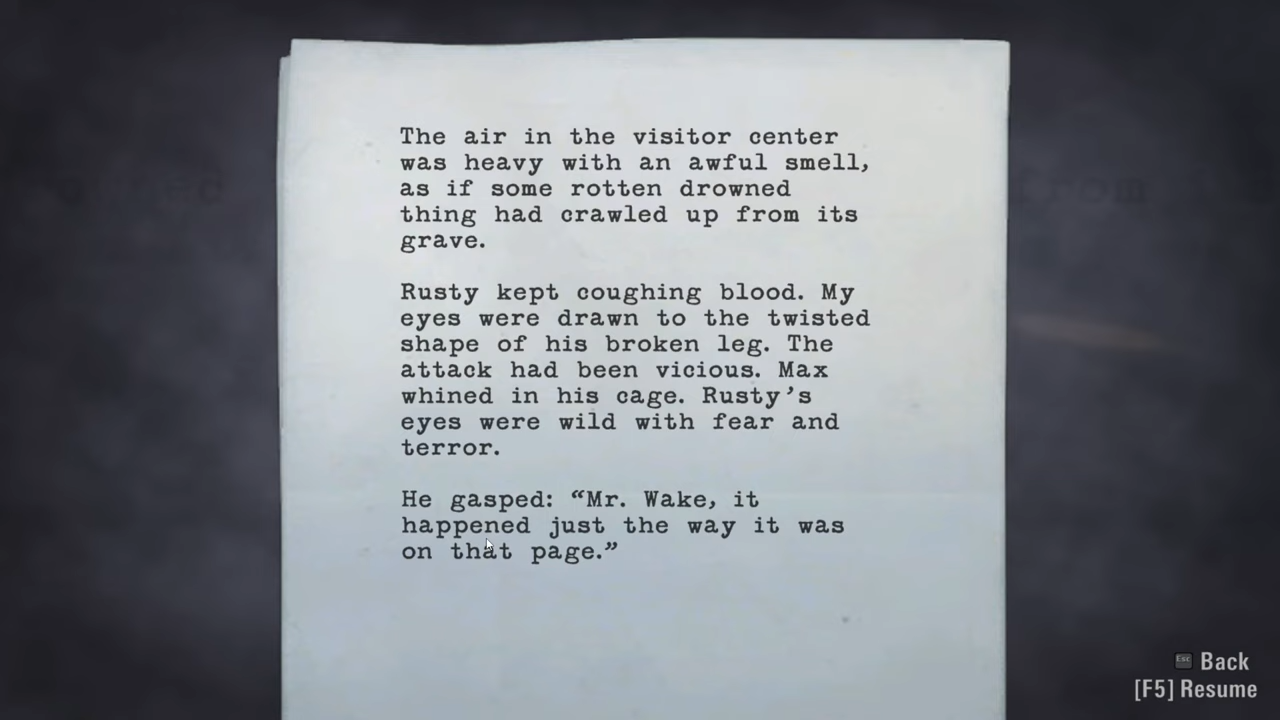 The air in the visitor center
was heavy with an awful smell,
as if some rotten drowned
thing had crawled up from its
grave.
Rusty kept coughing blood. My
eyes were drawn to the twisted
shape of his broken leg. The
attack had been vicious. Max
whined in his cage. Rusty’s
eyes were wild with fear and
terror.
He gasped: “Mr. Wake, it
happened just the way it was
on that page.”
Esc Back
[F5] Resume